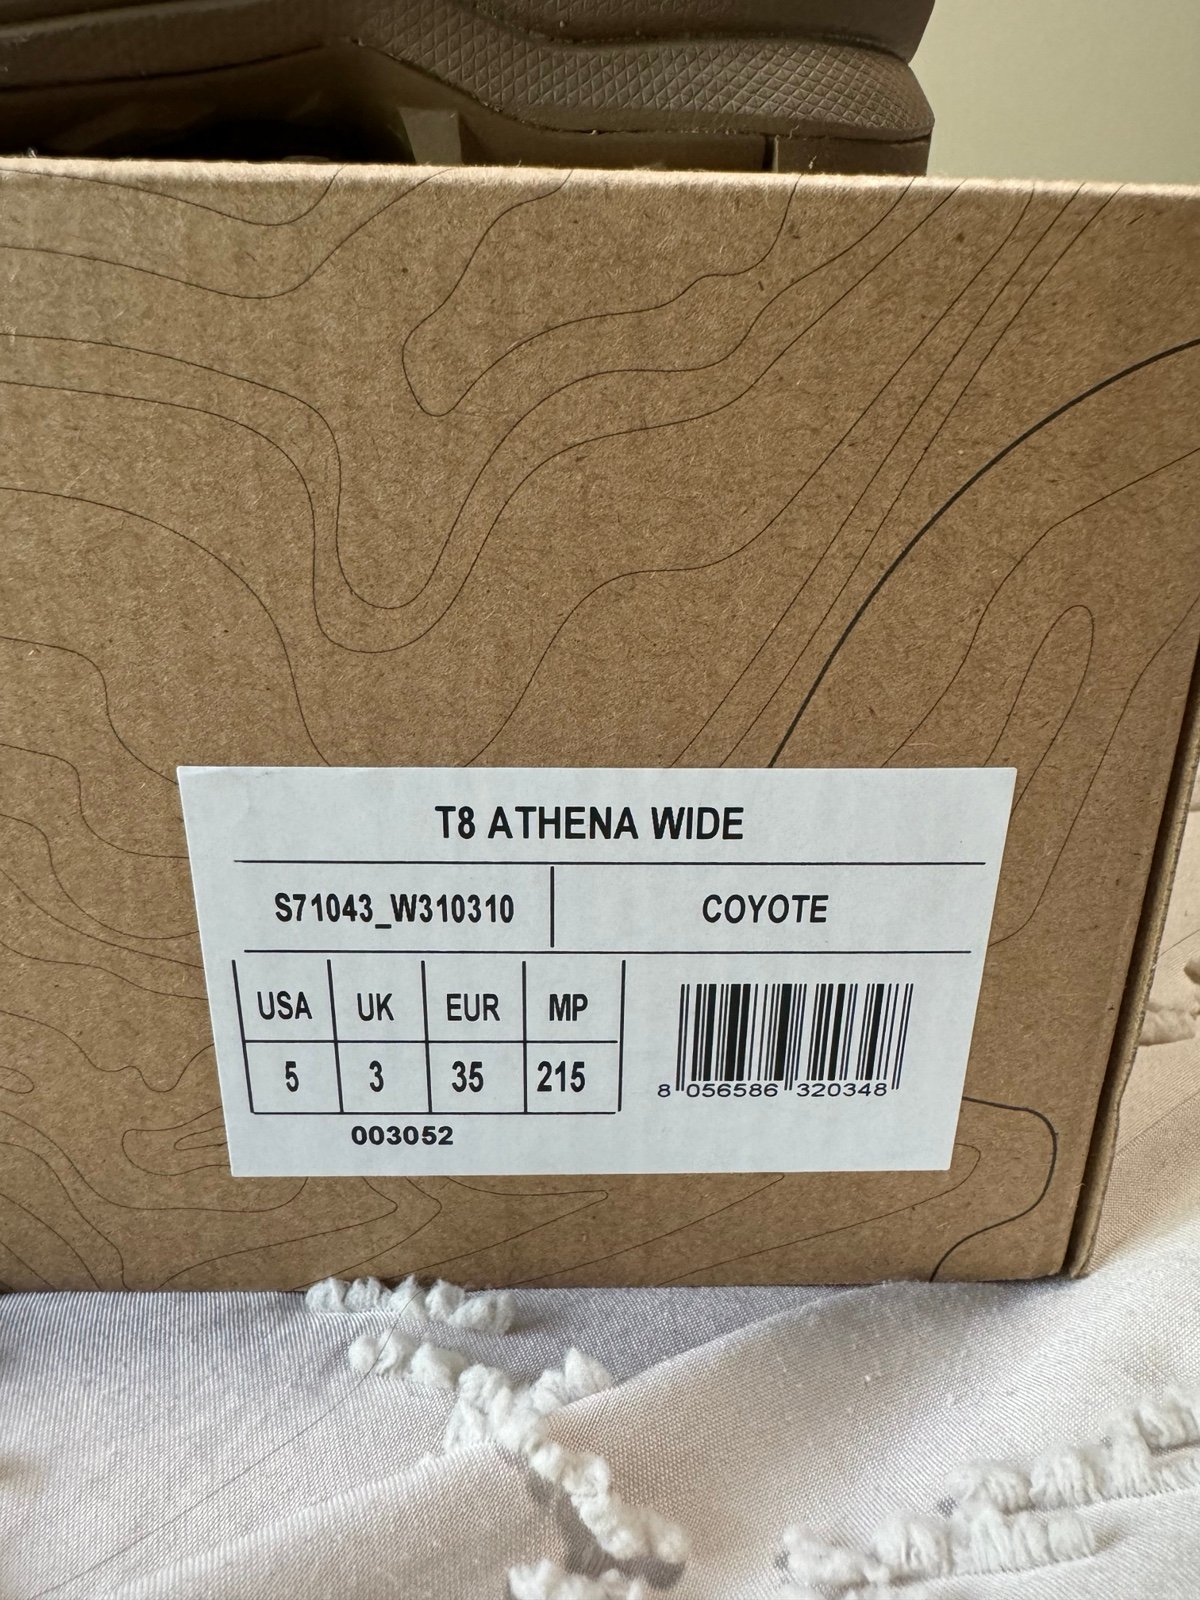 T8 ATHENA WIDE
S71043_W310310 COYOTE
USA UK EUR MP
5 3 35 215
8 056586 320348
003052